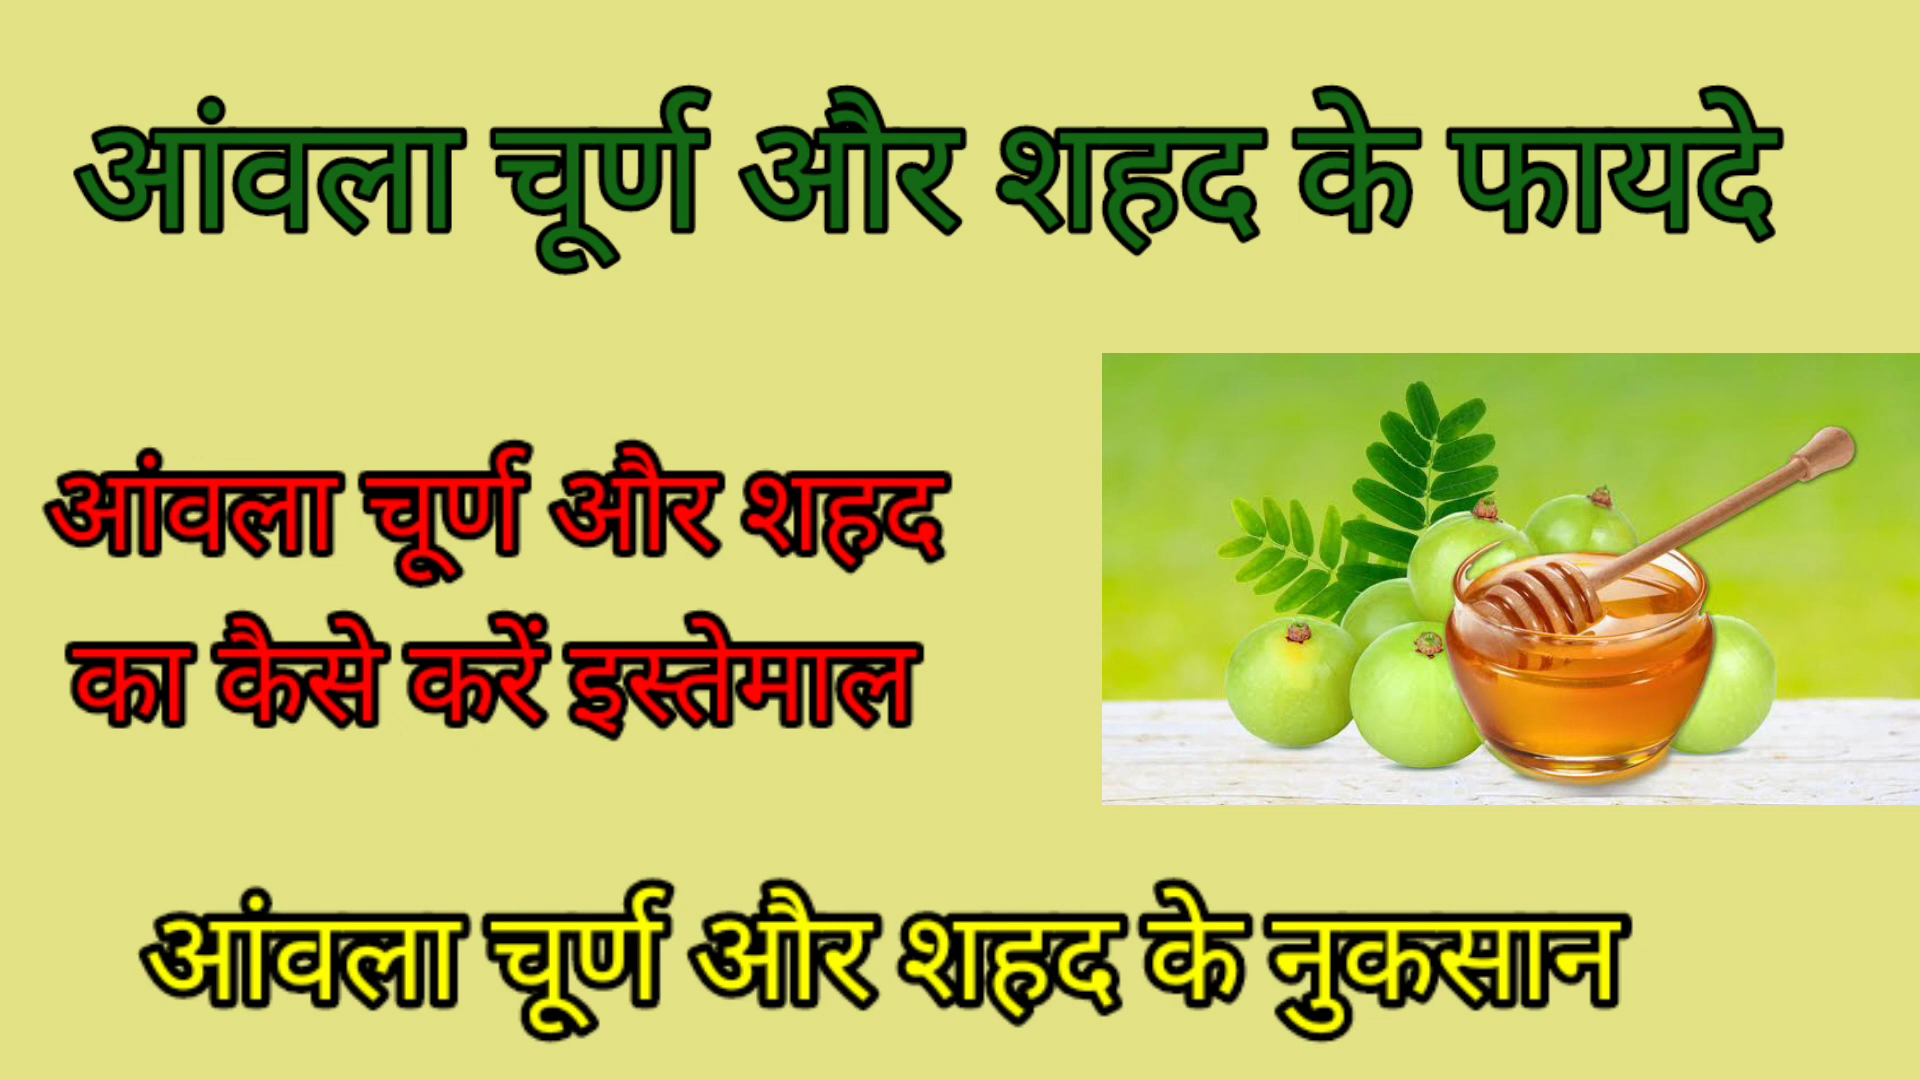 आंवला चूर्ण और शहद के फायदे
आंवला चूर्ण और शहद
का कैसे करें इस्तेमाल
आंवला चूर्ण और शहद के नुकसान